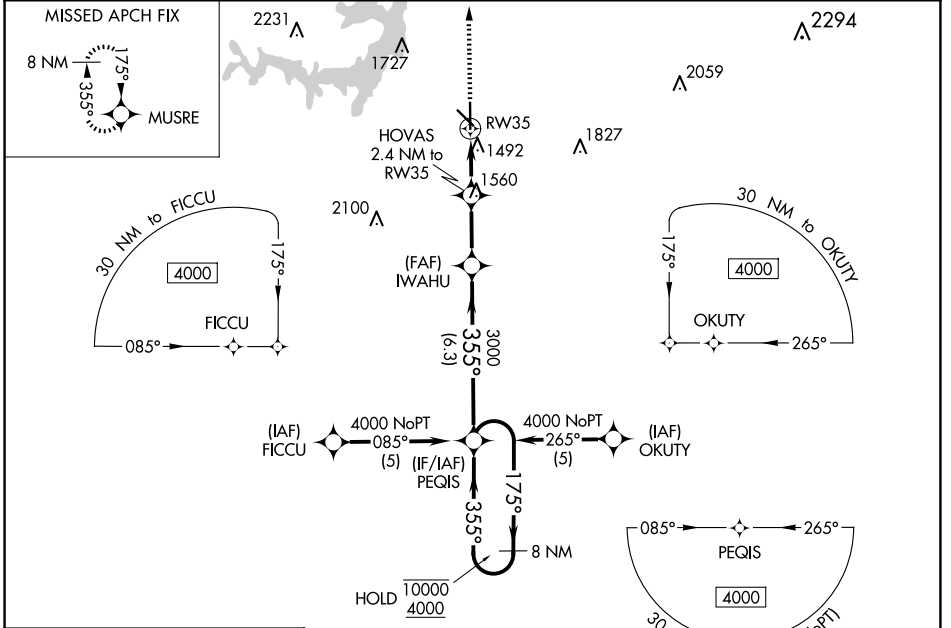 MISSED APCH FIX
8 NM
175°
355°
MUSRE
2231
1727
2294
2059
1827
RW35
1492
HOVAS
2.4 NM to
RW35
1560
2100
30 NM to FICCU
4000
175°
FICCU
085°
30 NM to OKUTY
4000
175°
OKUTY
265°
(FAF)
IWAHU
3000
355°
(6.3)
(IAF)
FICCU
4000 NoPT
085°
(5)
(IF/IAF)
PEQIS
4000 NoPT
265°
(5)
(IAF)
OKUTY
355°
175°
8 NM
HOLD
10000
4000
085°
265°
PEQIS
4000
30